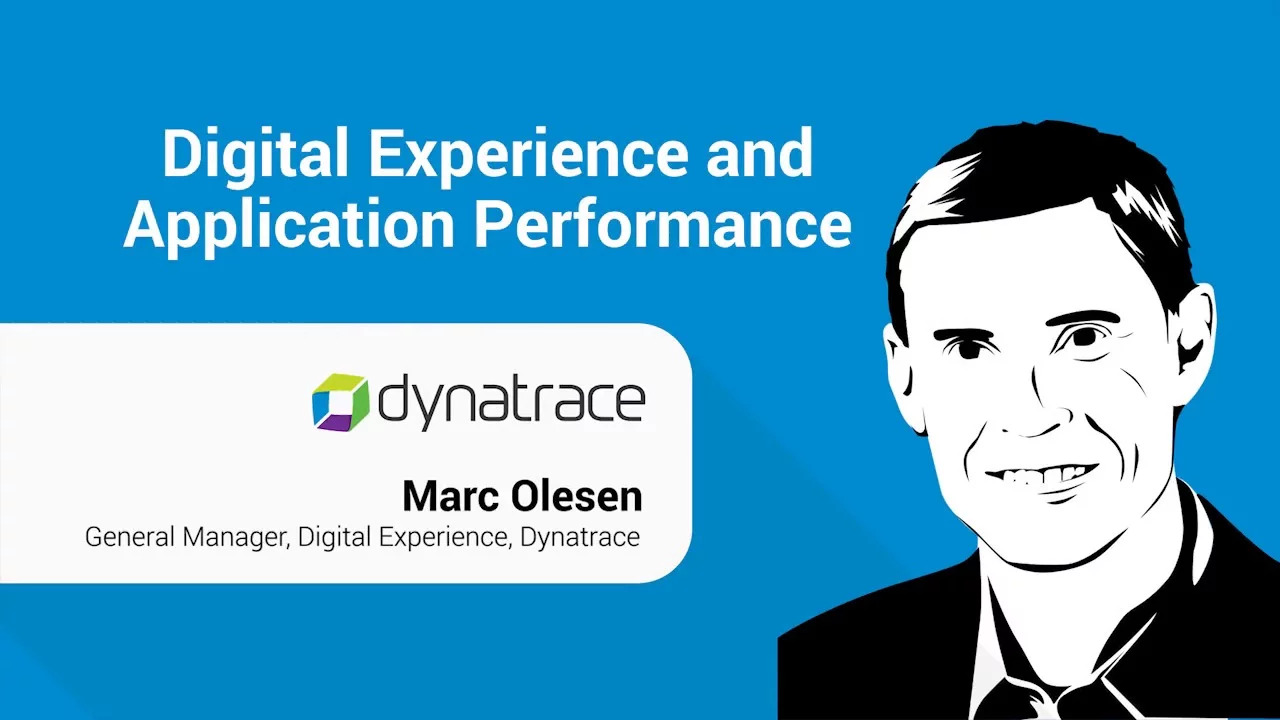 Digital Experience and
Application Performance
dynatrace
Marc Olesen
General Manager, Digital Experience, Dynatrace